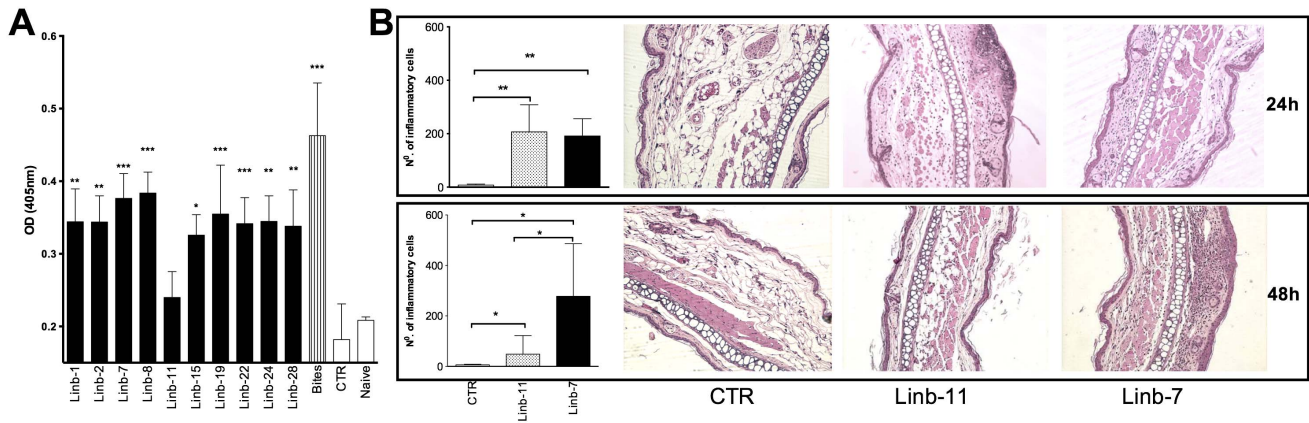 A
OD (405nm)
0.6
0.5
0.4
0.3
0.2
**
**
***
***
*
***
***
**
**
***
Linb-1
Linb-2
Linb-7
Linb-8
Linb-11
Linb-15
Linb-19
Linb-22
Linb-24
Linb-28
Bites
CTR
Naive
B
N⁰. of inflammatory cells
600
400
200
0
**
**
24h
N⁰. of inflammatory cells
600
400
200
0
*
*
*
CTR
Linb-11
Linb-7
48h
CTR
Linb-11
Linb-7